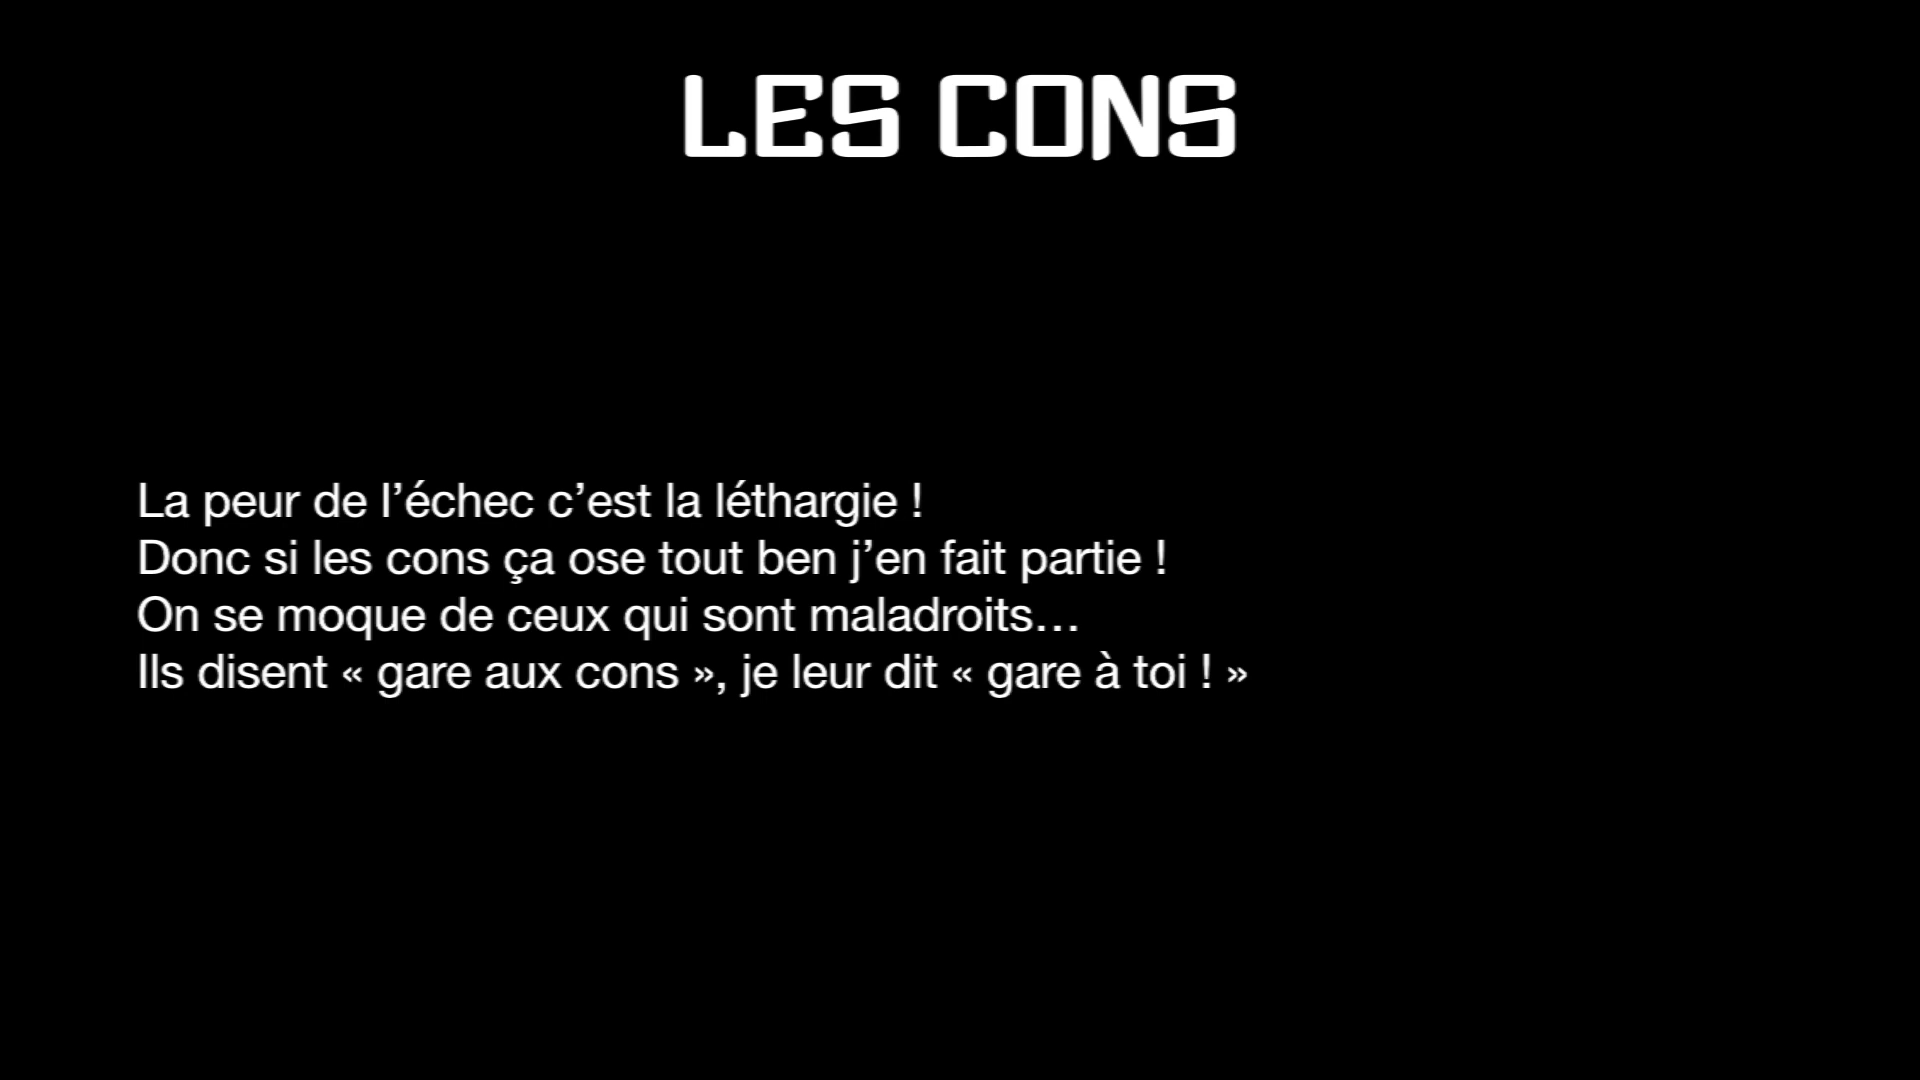 LES CONS
La peur de l’échec c’est la léthargie !
Donc si les cons ça ose tout ben j’en fait partie !
On se moque de ceux qui sont maladroits…
Ils disent « gare aux cons », je leur dit « gare à toi ! »